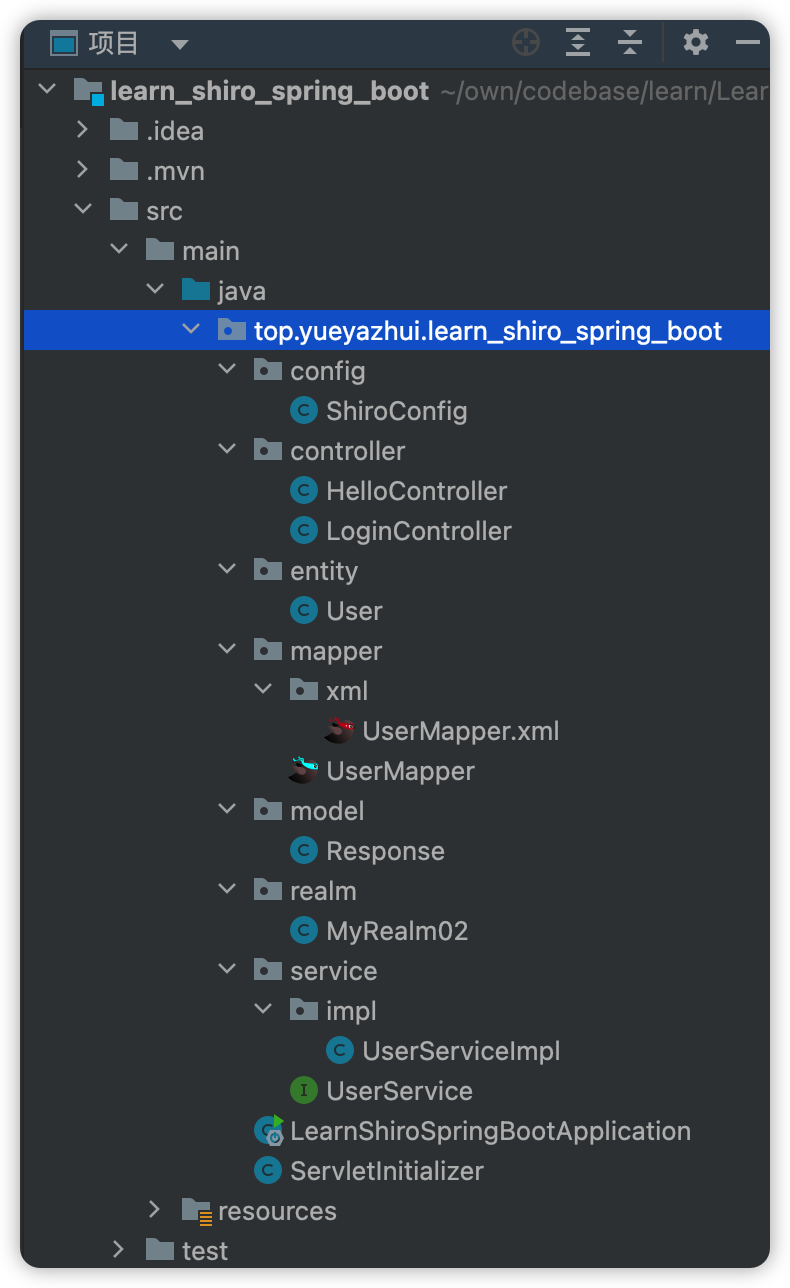 项目
learn_shiro_spring_boot ~/own/codebase/learn/Lear
.idea
.mvn
src
main
java
top.yueyazhui.learn_shiro_spring_boot
config
C ShiroConfig
controller
C HelloController
C LoginController
entity
C User
mapper
xml
UserMapper.xml
UserMapper
model
C Response
realm
C MyRealm02
service
impl
C UserServiceImpl
I UserService
C LearnShiroSpringBootApplication
C ServletInitializer
resources
test